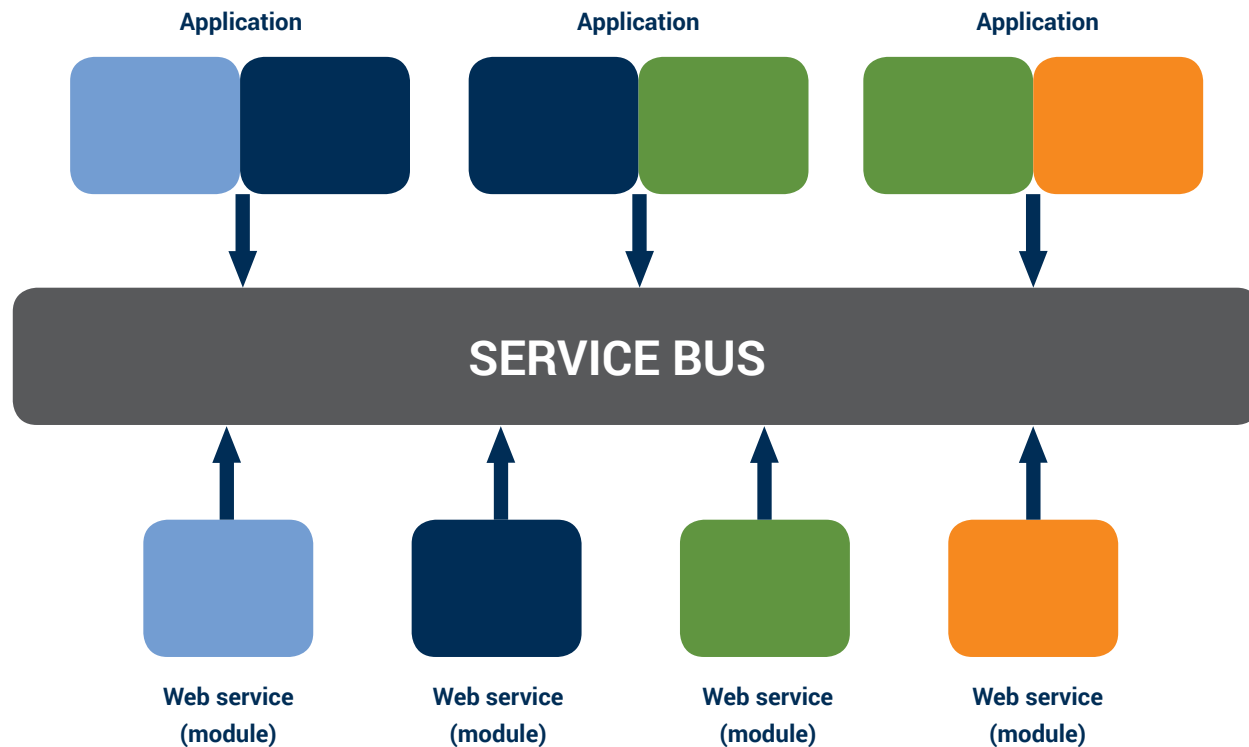 Application
Application
Application
SERVICE BUS
Web service
(module)
Web service
(module)
Web service
(module)
Web service
(module)